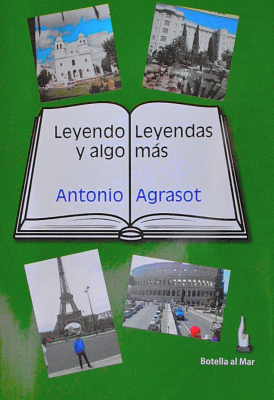 Leyendo Leyendas
y algo más
Antonio Agrasot
Botella al Mar